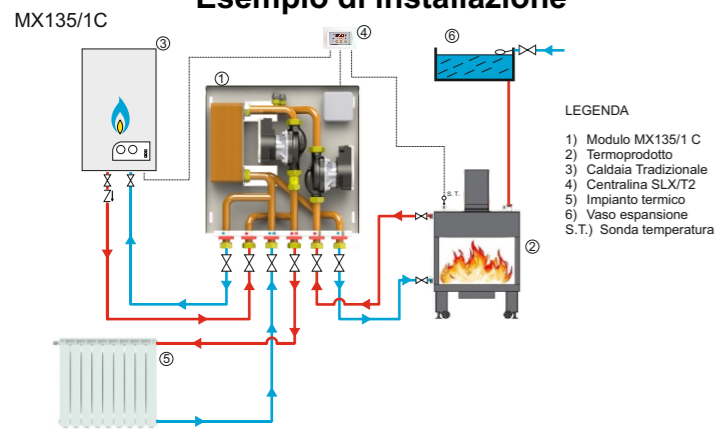 Esempio di installazione
MX135/1C
③
④
⑥
①
LEGENDA
1) Modulo MX135/1 C
2) Termoprodotto
3) Caldaia Tradizionale
4) Centralina SLX/T2
5) Impianto termico
6) Vaso espansione
S.T.) Sonda temperatura
S.T.
②
⑤